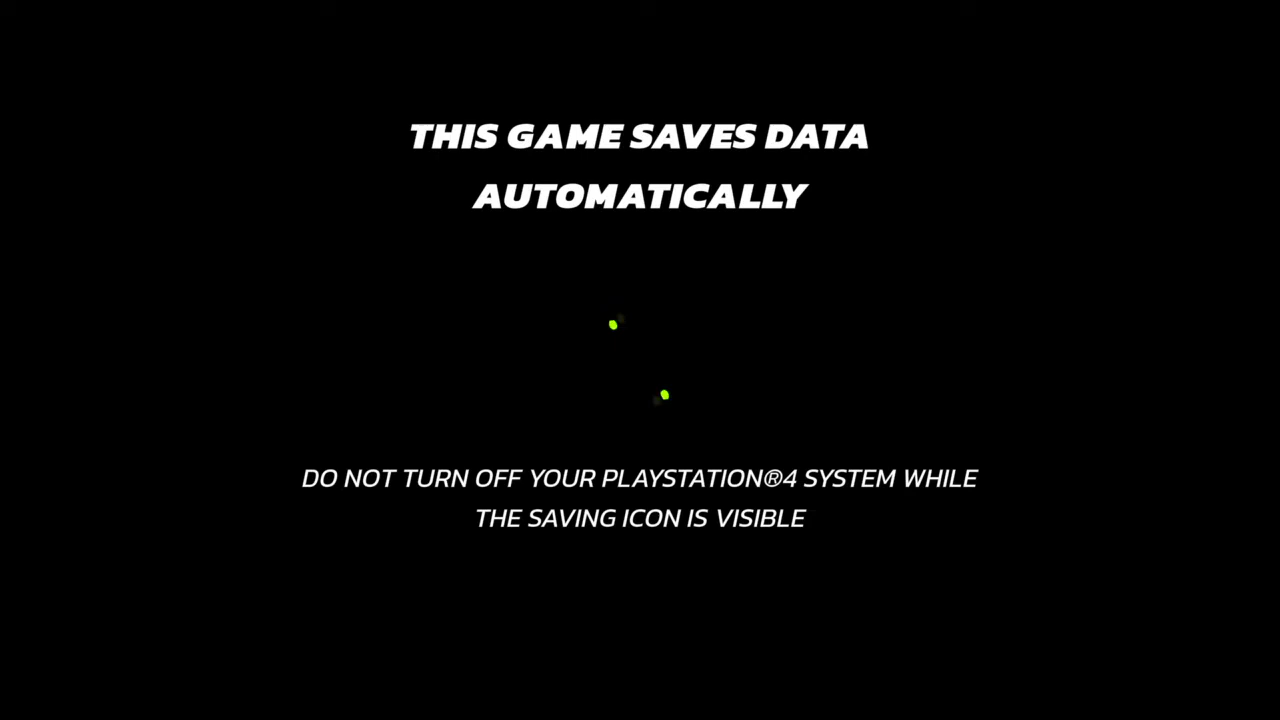 THIS GAME SAVES DATA
AUTOMATICALLY
DO NOT TURN OFF YOUR PLAYSTATION®4 SYSTEM WHILE
THE SAVING ICON IS VISIBLE